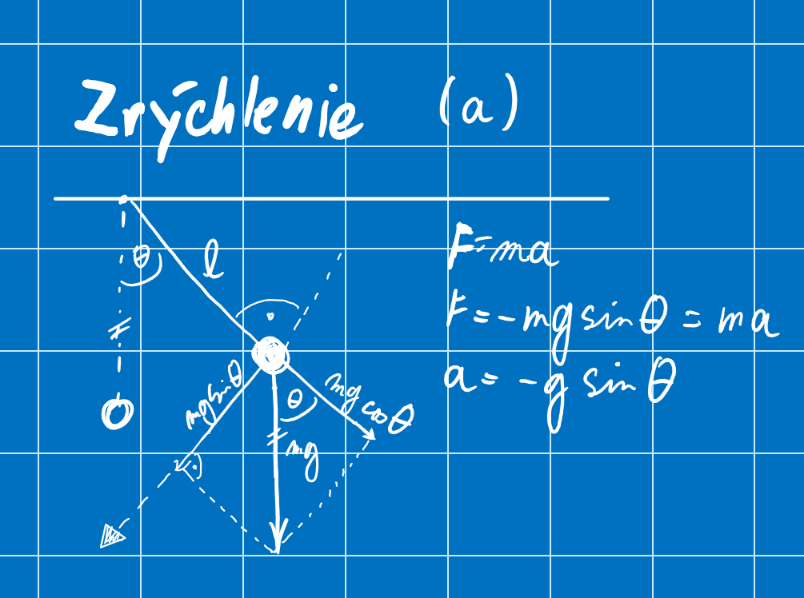 Zrýchlenie (a)
θ
l
F=ma
F=-mg sin θ = ma
a= -g sin θ
mg sin θ
θ
mg cos θ
mg